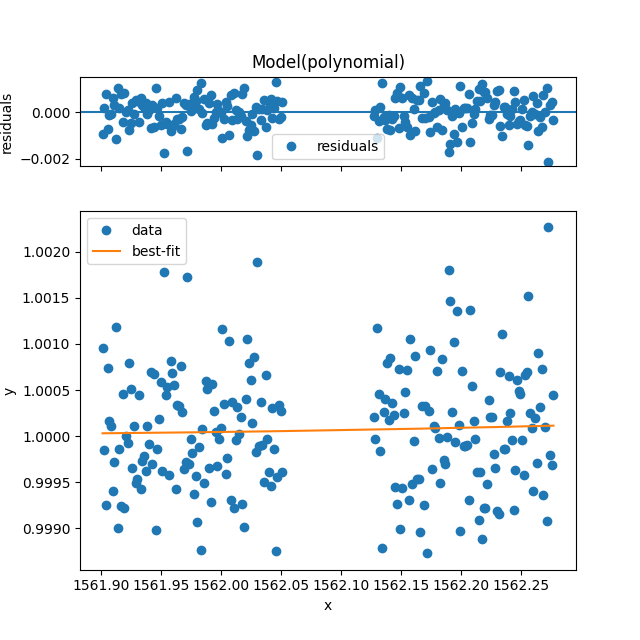 Model(polynomial)
residuals
0.000
−0.002
residuals
data
best-fit
y
1.0020
1.0015
1.0010
1.0005
1.0000
0.9995
0.9990
1561.90 1561.95 1562.00 1562.05 1562.10 1562.15 1562.20 1562.25
x